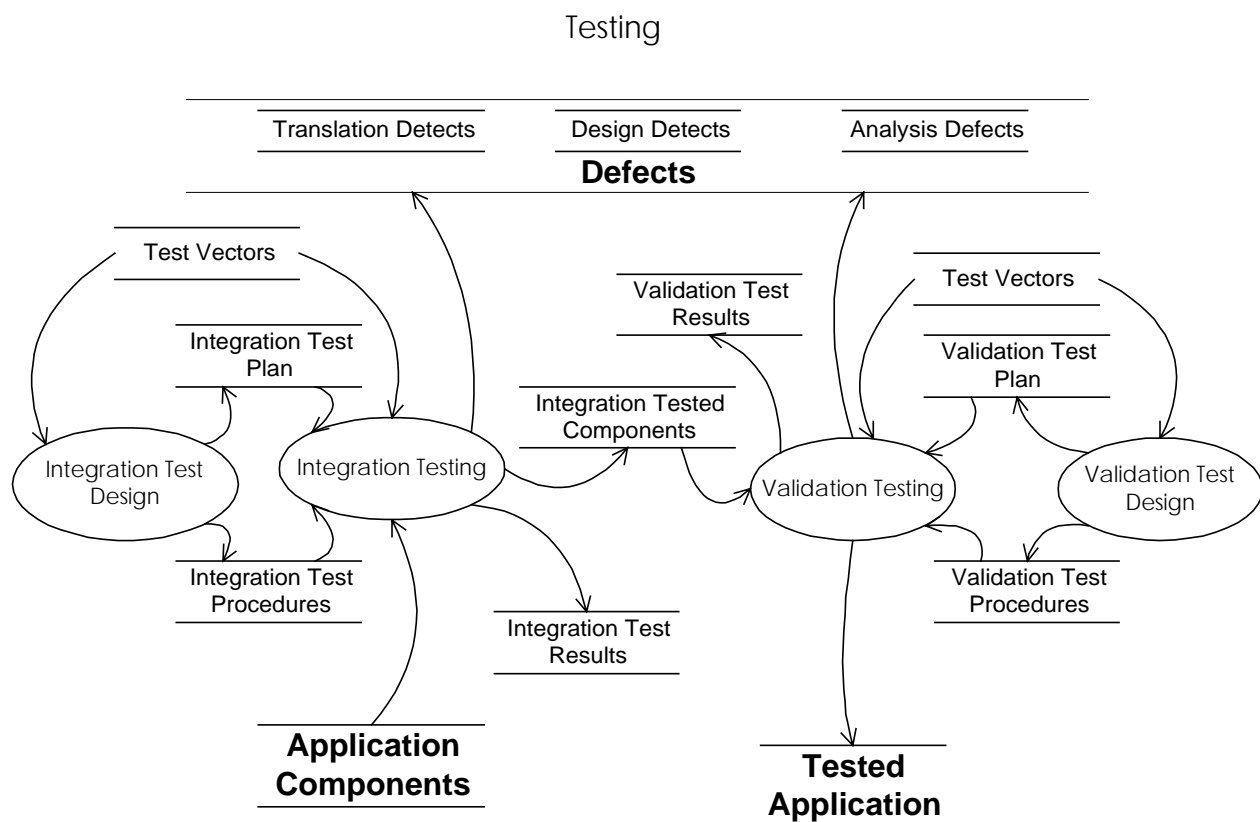 Testing
Translation Detects
Design Detects
Analysis Defects
Defects
Test Vectors
Test Vectors
Validation Test
Results
Integration Test
Plan
Validation Test
Plan
Integration Tested
Components
Integration Test
Design
Integration Testing
Validation Testing
Validation Test
Design
Integration Test
Procedures
Validation Test
Procedures
Integration Test
Results
Application
Components
Tested
Application